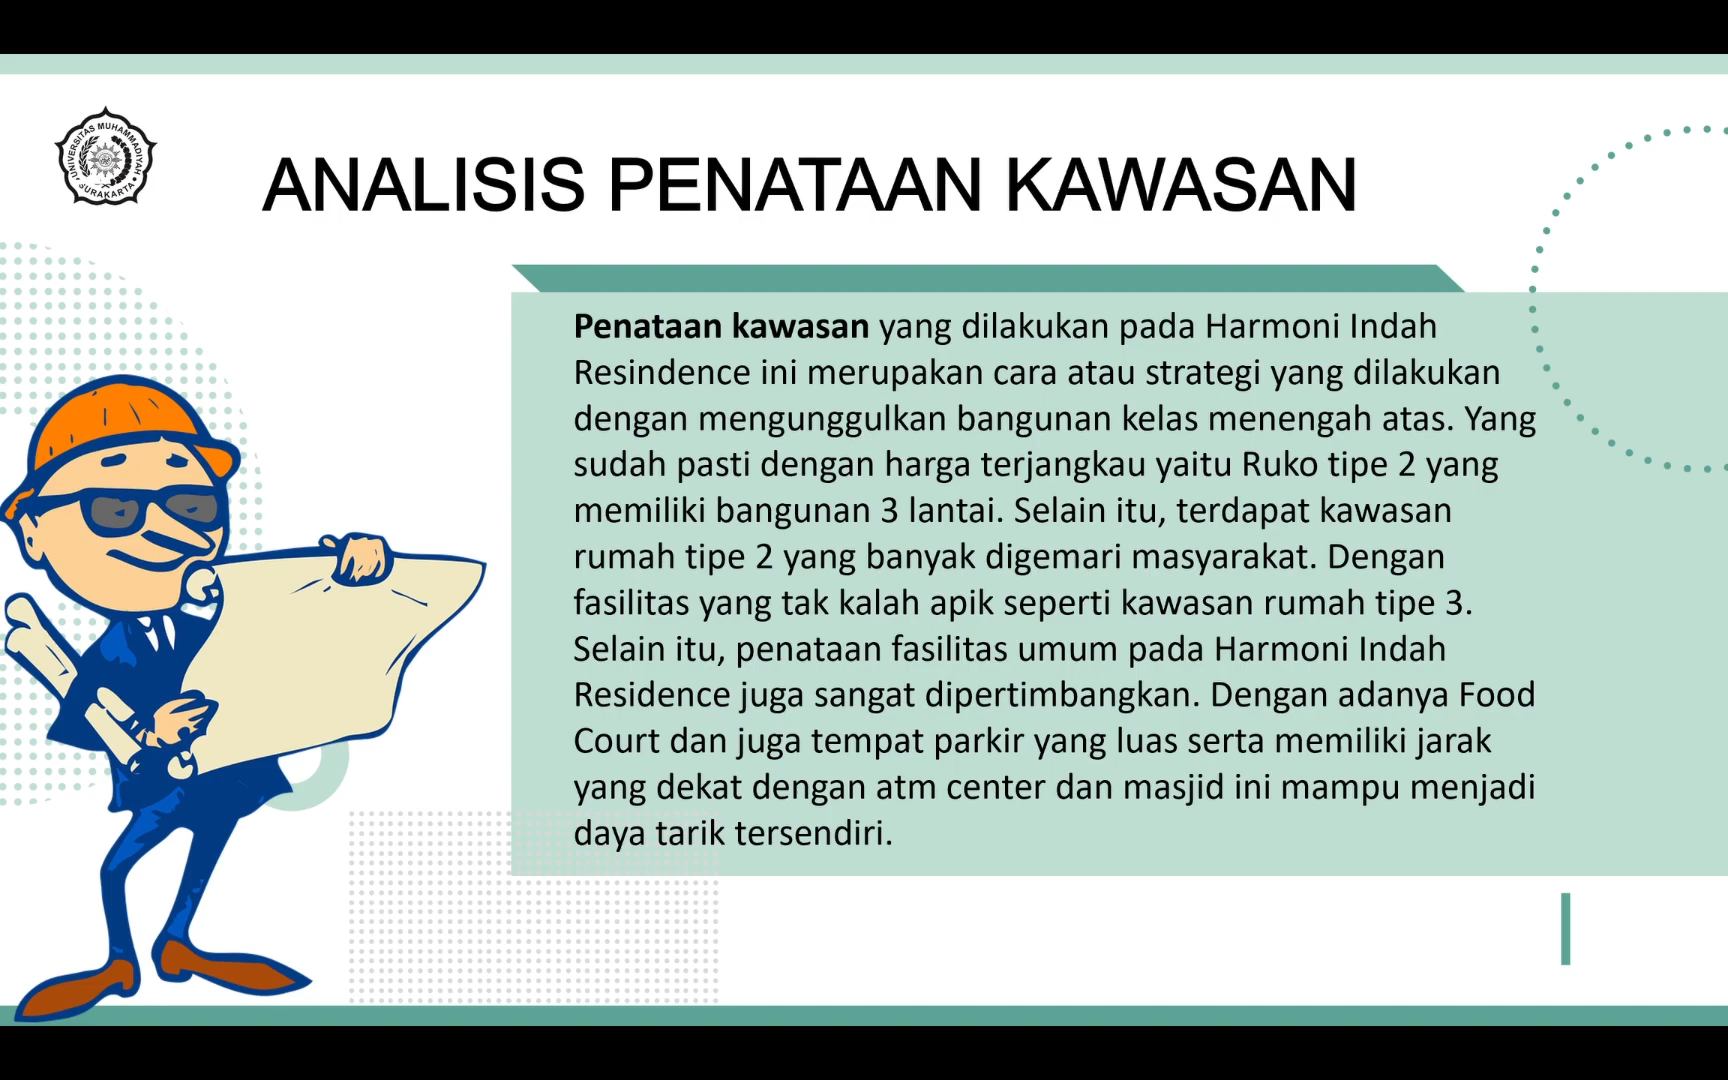 UNIVERSITAS MUHAMMADIYAH
SURAKARTA
ANALISIS PENATAAN KAWASAN
Penataan kawasan yang dilakukan pada Harmoni Indah
Resindence ini merupakan cara atau strategi yang dilakukan
dengan mengunggulkan bangunan kelas menengah atas. Yang
sudah pasti dengan harga terjangkau yaitu Ruko tipe 2 yang
memiliki bangunan 3 lantai. Selain itu, terdapat kawasan
rumah tipe 2 yang banyak digemari masyarakat. Dengan
fasilitas yang tak kalah apik seperti kawasan rumah tipe 3.
Selain itu, penataan fasilitas umum pada Harmoni Indah
Residence juga sangat dipertimbangkan. Dengan adanya Food
Court dan juga tempat parkir yang luas serta memiliki jarak
yang dekat dengan atm center dan masjid ini mampu menjadi
daya tarik tersendiri.